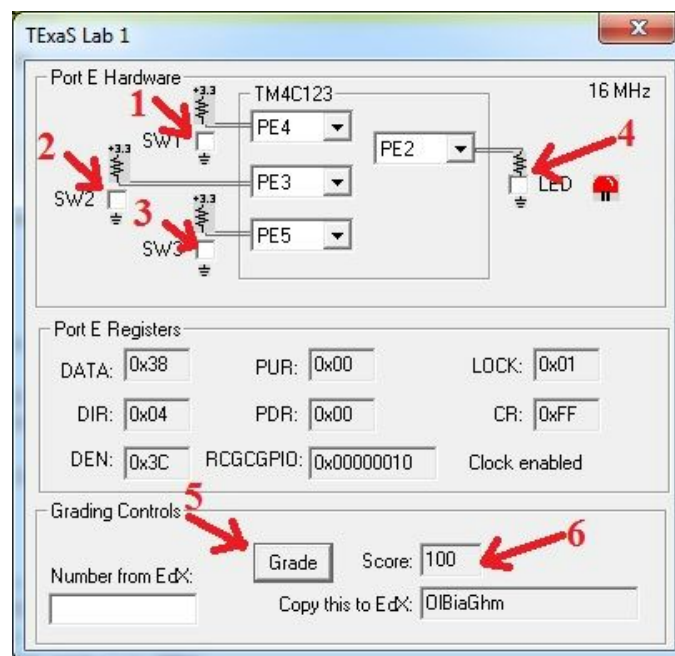 TExaS Lab 1
Port E Hardware
16 MHz
TM4C123
+3.3
1
SW1
PE4
PE2
4
LED
+3.3
2
SW2
PE3
+3.3
3
SW3
PE5
Port E Registers
DATA: 0x38 PUR: 0x00 LOCK: 0x01
DIR: 0x04 PDR: 0x00 CR: 0xFF
DEN: 0x3C RCGCGPIO: 0x00000010 Clock enabled
Grading Controls
5
6
Grade Score: 100
Number from EdX:
Copy this to EdX: OIBiaGhm